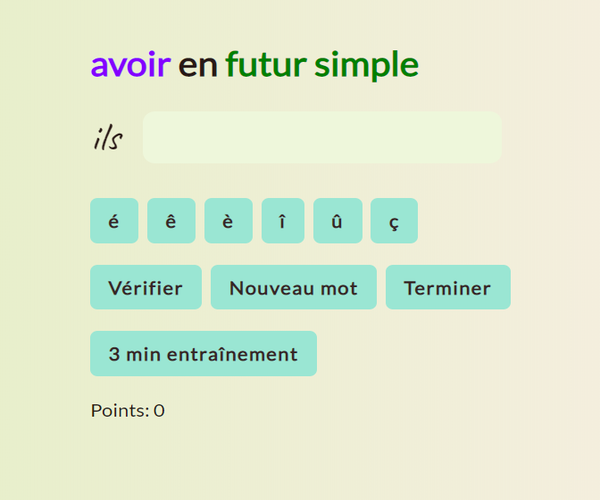 avoir en futur simple
ils
é ê è î û ç
Vérifier Nouveau mot Terminer
3 min entraînement
Points: 0